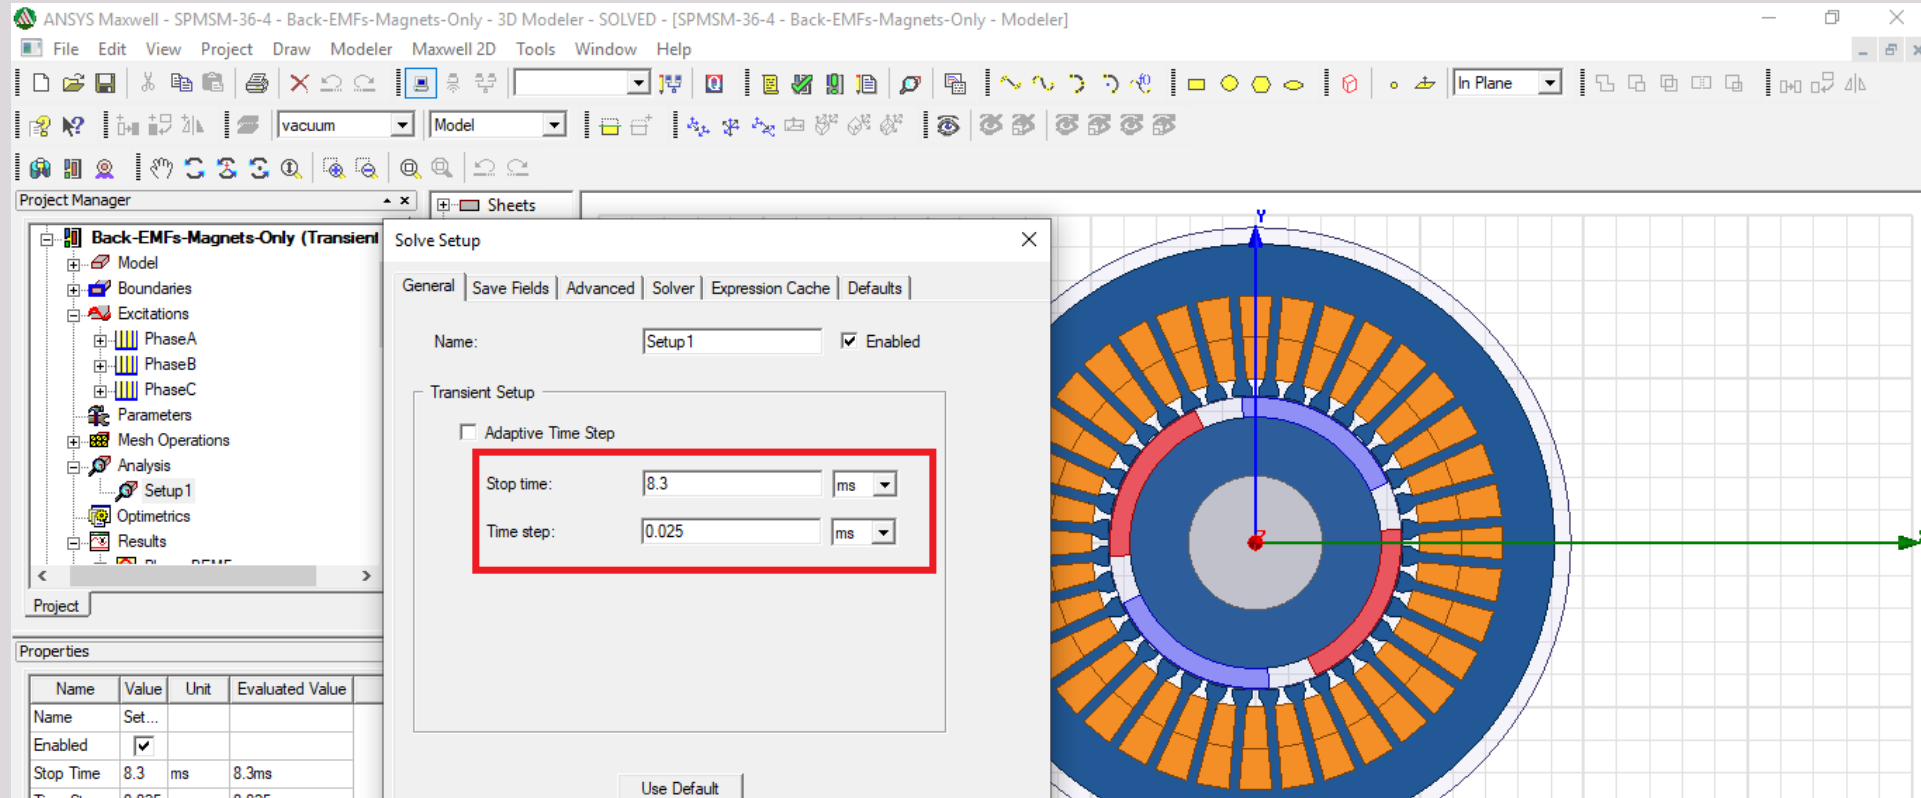 ANSYS Maxwell - SPMSM-36-4 - Back-EMFs-Magnets-Only - 3D Modeler - SOLVED - [SPMSM-36-4 - Back-EMFs-Magnets-Only - Modeler]
File Edit View Project Draw Modeler Maxwell 2D Tools Window Help
In Plane
vacuum Model
Project Manager
Sheets
Back-EMFs-Magnets-Only (Transient
Model
Boundaries
Excitations
PhaseA
PhaseB
PhaseC
Parameters
Mesh Operations
Analysis
Setup1
Optimetrics
Results
Project
Solve Setup
General Save Fields Advanced Solver Expression Cache Defaults
Name: Setup1 Enabled
Transient Setup
Adaptive Time Step
Stop time: 8.3 ms
Time step: 0.025 ms
Use Default
Y
Properties
Name Value Unit Evaluated Value
Name Set...
Enabled
Stop Time 8.3 ms 8.3ms